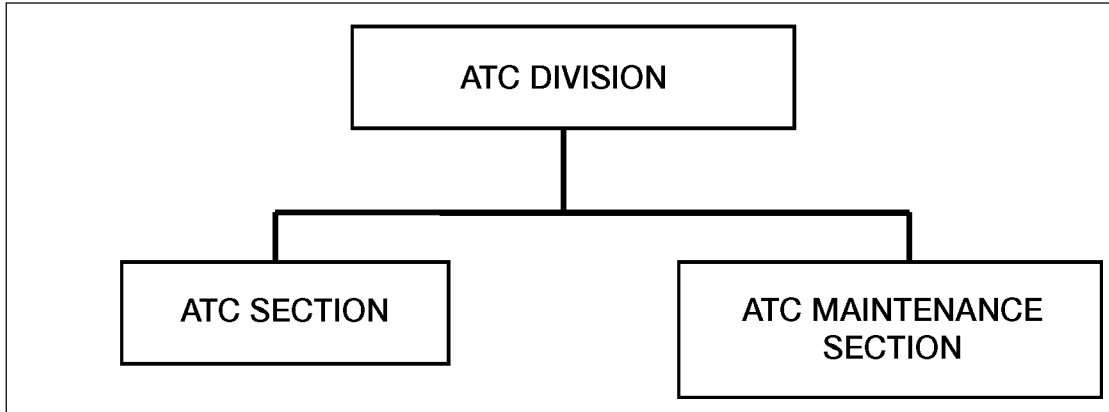 ATC DIVISION
ATC SECTION
ATC MAINTENANCE
SECTION